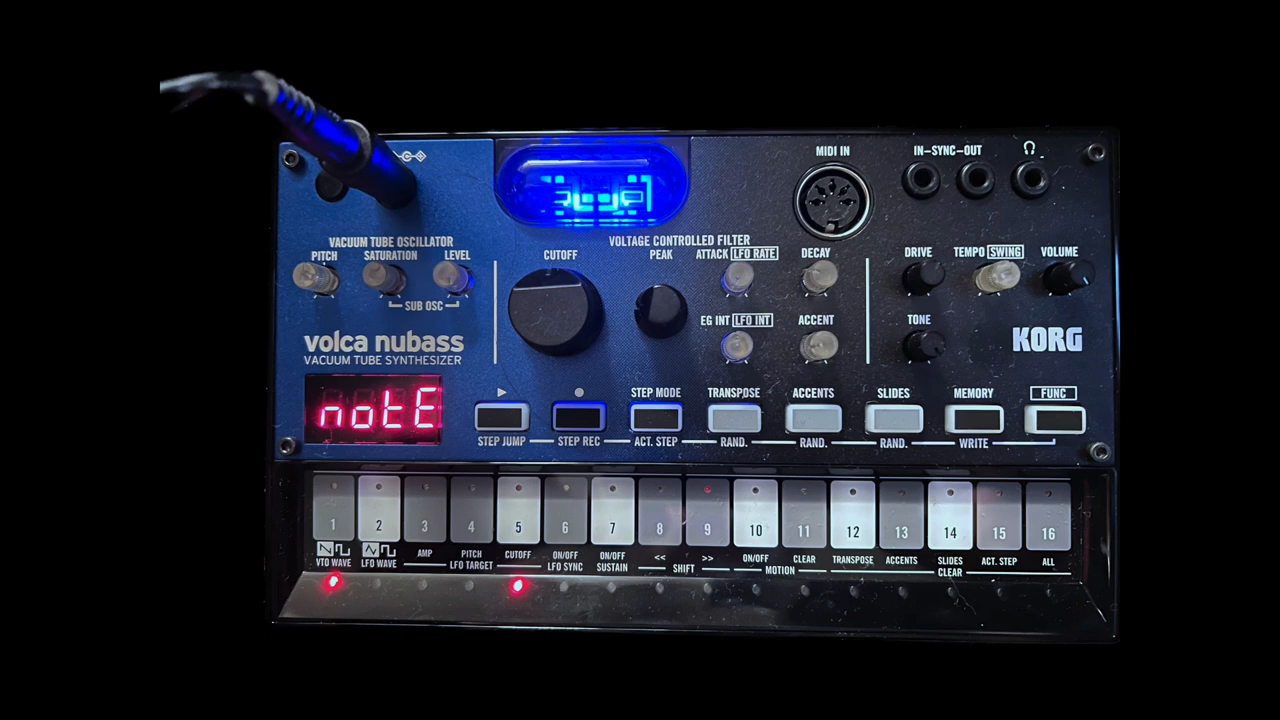 MIDI IN
IN-SYNC-OUT
VACUUM TUBE OSCILLATOR
VOLTAGE CONTROLLED FILTER
PITCH SATURATION LEVEL
CUTOFF PEAK ATTACK LFO RATE DECAY
DRIVE TEMPO SWING VOLUME
SUB OSC
EG INT LFO INT ACCENT
TONE
volca nubass
VACUUM TUBE SYNTHESIZER
KORG
notE
STEP MODE TRANSPOSE ACCENTS SLIDES MEMORY FUNC
STEP JUMP STEP REC ACT. STEP RAND. RAND. RAND. WRITE
1 2 3 4 5 6 7 8 9 10 11 12 13 14 15 16
VTO WAVE LFO WAVE AMP PITCH CUTOFF ON/OFF ON/OFF << >> ON/OFF CLEAR TRANSPOSE ACCENTS SLIDES ACT. STEP ALL
LFO TARGET LFO SYNC SUSTAIN SHIFT MOTION CLEAR